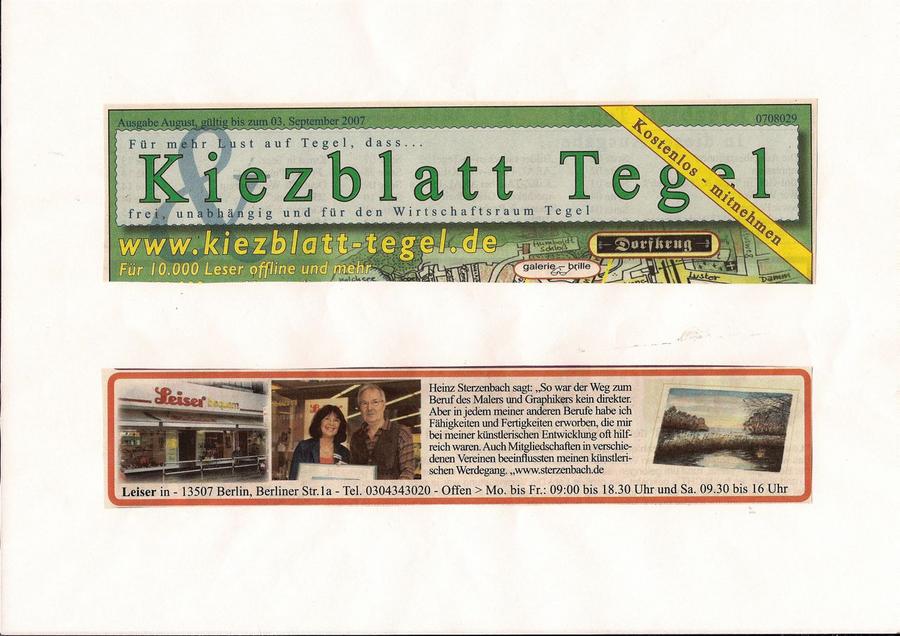 Ausgabe August, gültig bis zum 03. September 2007
0708029
Für mehr Lust auf Tegel, dass...
&
Kiezblatt Tegel
frei, unabhängig und für den Wirtschaftsraum Tegel
Kostenlos - mitnehmen
www.kiezblatt-tegel.de
Für 10.000 Leser offline und mehr
Humboldt
Schloß
Dorfkrug
galerie brille
Luster
Damm
Leiser bequem
Heinz Sterzenbach sagt: „So war der Weg zum
Beruf des Malers und Graphikers kein direkter.
Aber in jedem meiner anderen Berufe habe ich
Fähigkeiten und Fertigkeiten erworben, die mir
bei meiner künstlerischen Entwicklung oft hilf-
reich waren. Auch Mitgliedschaften in verschie-
denen Vereinen beeinflussten meinen künstleri-
schen Werdegang. „www.sterzenbach.de
Leiser in - 13507 Berlin, Berliner Str.1a - Tel. 0304343020 - Offen > Mo. bis Fr.: 09:00 bis 18.30 Uhr und Sa. 09.30 bis 16 Uhr